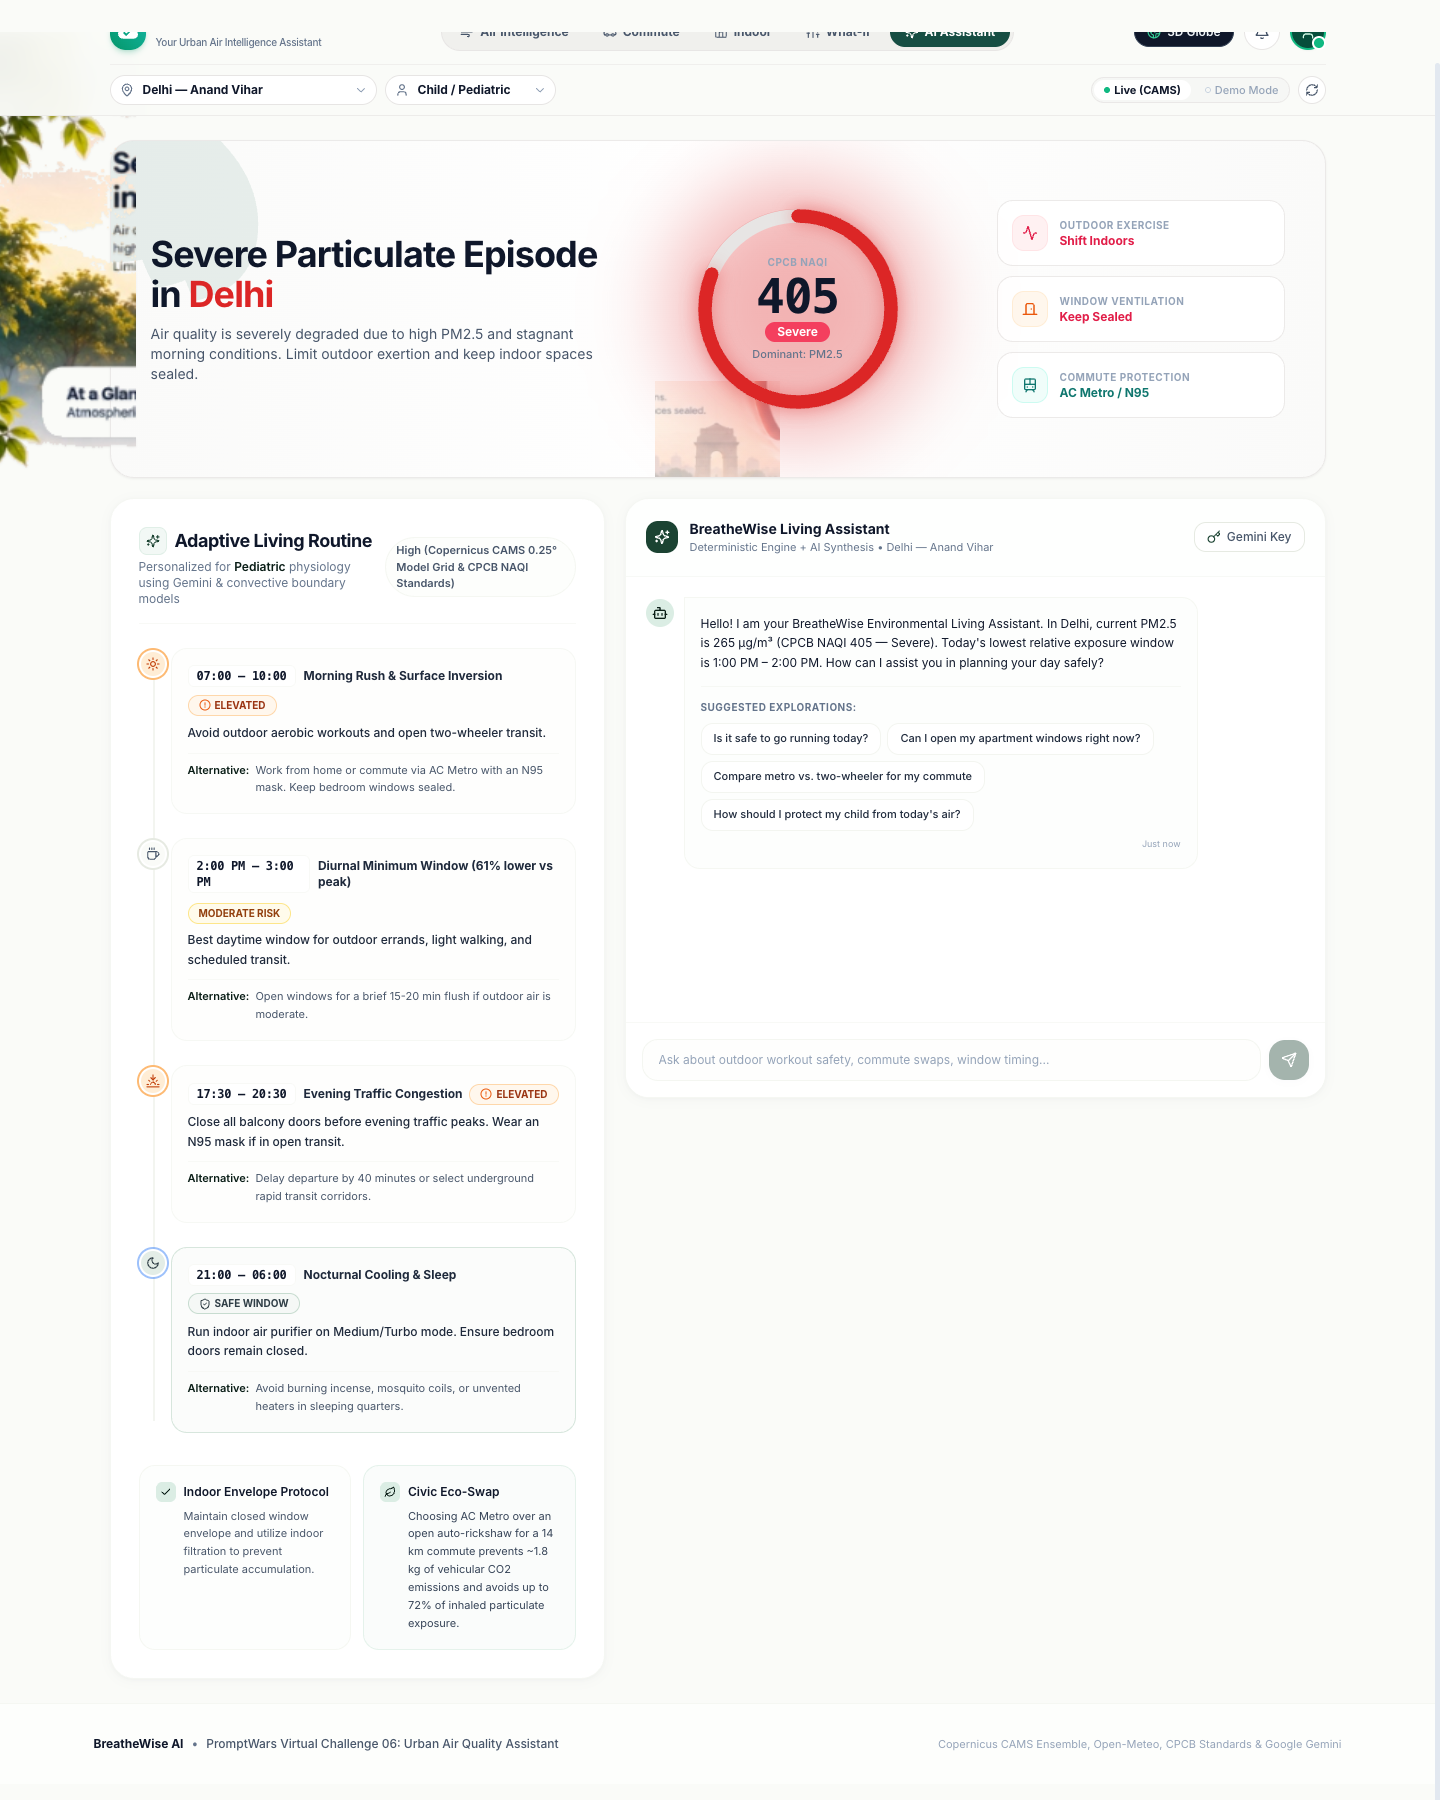 Your Urban Air Intelligence Assistant
Air Intelligence
Commute
Indoor
What-If
AI Assistant
3D Globe
Delhi — Anand Vihar
Child / Pediatric
Live (CAMS)
Demo Mode
At a Glan
Atmospheri
Severe Particulate Episode
in Delhi
Air quality is severely degraded due to high PM2.5 and stagnant
morning conditions. Limit outdoor exertion and keep indoor spaces
sealed.
CPCB NAQI
405
Severe
Dominant: PM2.5
ces sealed.
OUTDOOR EXERCISE
Shift Indoors
WINDOW VENTILATION
Keep Sealed
COMMUTE PROTECTION
AC Metro / N95
Adaptive Living Routine
Personalized for Pediatric physiology
using Gemini & convective boundary
models
High (Copernicus CAMS 0.25°
Model Grid & CPCB NAQI
Standards)
07:00 – 10:00 Morning Rush & Surface Inversion
ELEVATED
Avoid outdoor aerobic workouts and open two-wheeler transit.
Alternative: Work from home or commute via AC Metro with an N95
mask. Keep bedroom windows sealed.
2:00 PM – 3:00
PM
Diurnal Minimum Window (61% lower vs
peak)
MODERATE RISK
Best daytime window for outdoor errands, light walking, and
scheduled transit.
Alternative: Open windows for a brief 15-20 min flush if outdoor air is
moderate.
17:30 – 20:30 Evening Traffic Congestion ELEVATED
Close all balcony doors before evening traffic peaks. Wear an
N95 mask if in open transit.
Alternative: Delay departure by 40 minutes or select underground
rapid transit corridors.
21:00 – 06:00 Nocturnal Cooling & Sleep
SAFE WINDOW
Run indoor air purifier on Medium/Turbo mode. Ensure bedroom
doors remain closed.
Alternative: Avoid burning incense, mosquito coils, or unvented
heaters in sleeping quarters.
Indoor Envelope Protocol
Maintain closed window
envelope and utilize indoor
filtration to prevent
particulate accumulation.
Civic Eco-Swap
Choosing AC Metro over an
open auto-rickshaw for a 14
km commute prevents ~1.8
kg of vehicular CO2
emissions and avoids up to
72% of inhaled particulate
exposure.
BreatheWise Living Assistant
Deterministic Engine + AI Synthesis • Delhi — Anand Vihar
Gemini Key
Hello! I am your BreatheWise Environmental Living Assistant. In Delhi, current PM2.5
is 265 µg/m³ (CPCB NAQI 405 — Severe). Today's lowest relative exposure window
is 1:00 PM – 2:00 PM. How can I assist you in planning your day safely?
SUGGESTED EXPLORATIONS:
Is it safe to go running today?
Can I open my apartment windows right now?
Compare metro vs. two-wheeler for my commute
How should I protect my child from today's air?
Just now
Ask about outdoor workout safety, commute swaps, window timing...
BreatheWise AI • PromptWars Virtual Challenge 06: Urban Air Quality Assistant
Copernicus CAMS Ensemble, Open-Meteo, CPCB Standards & Google Gemini